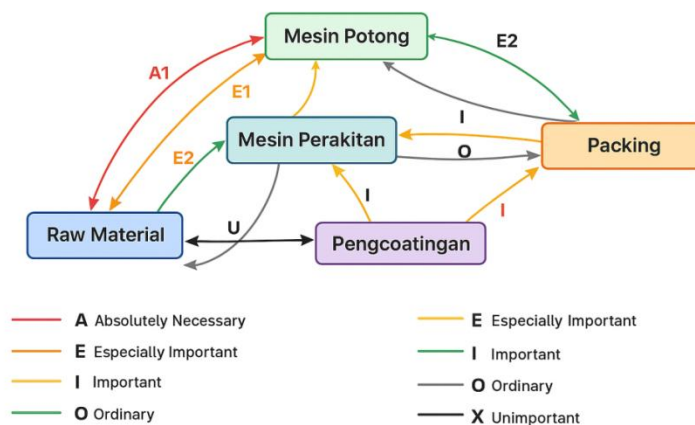 Mesin Potong
A1
E1
E2
E2
I
Mesin Perakitan
O
Packing
Raw Material
U
I
I
Pengcoatingan
A Absolutely Necessary
E Especially Important
I Important
O Ordinary
E Especially Important
I Important
O Ordinary
X Unimportant